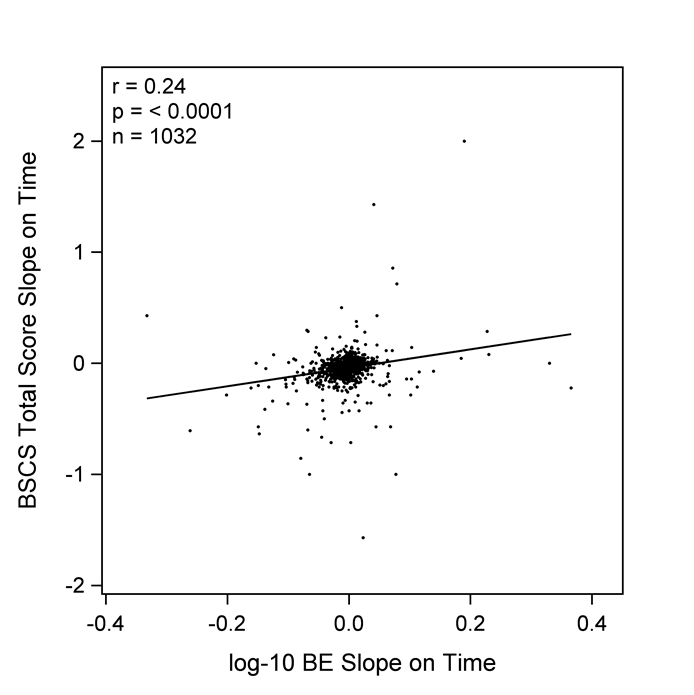 r = 0.24
p = < 0.0001
n = 1032
2
1
0
-1
-2
BSCS Total Score Slope on Time
-0.4 -0.2 0.0 0.2 0.4
log-10 BE Slope on Time